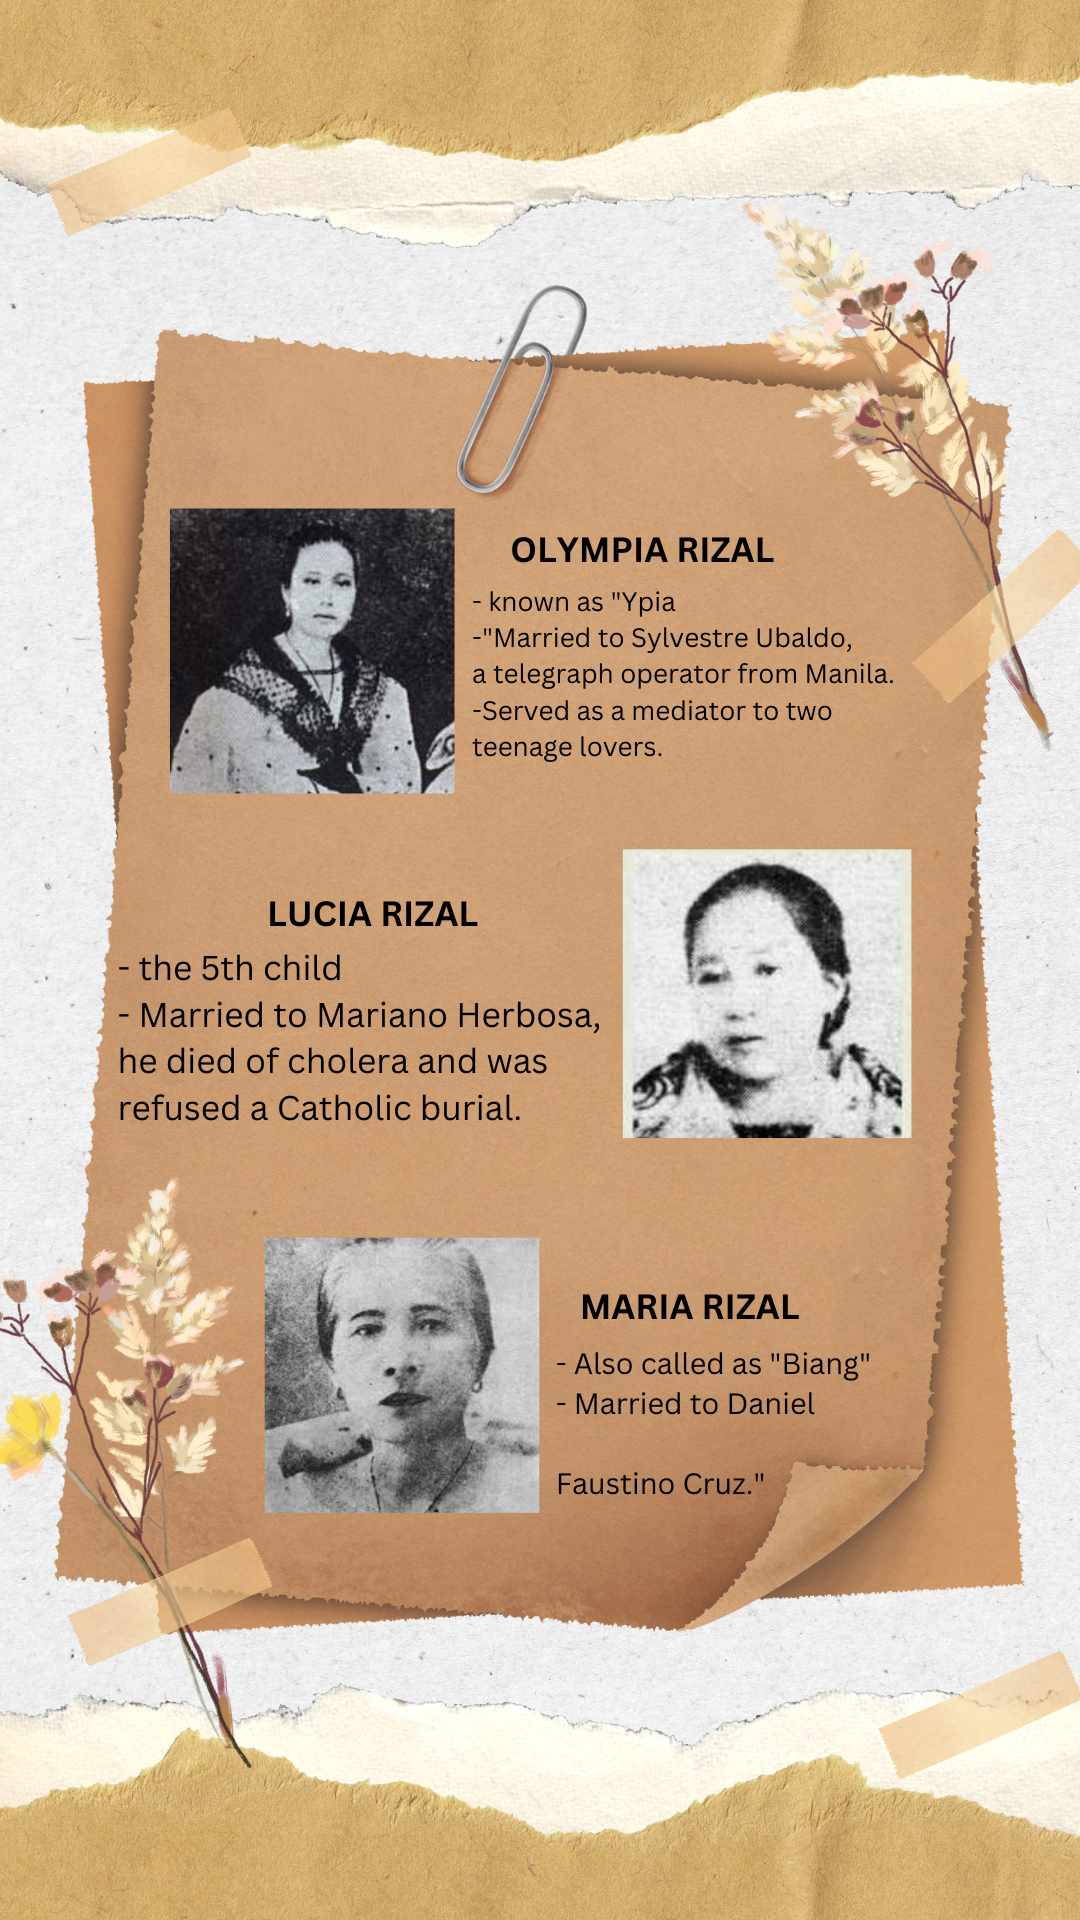 OLYMPIA RIZAL
- known as "Ypia
-"Married to Sylvestre Ubaldo,
a telegraph operator from Manila.
-Served as a mediator to two
teenage lovers.
LUCIA RIZAL
- the 5th child
- Married to Mariano Herbosa,
he died of cholera and was
refused a Catholic burial.
MARIA RIZAL
- Also called as "Biang"
- Married to Daniel
Faustino Cruz."